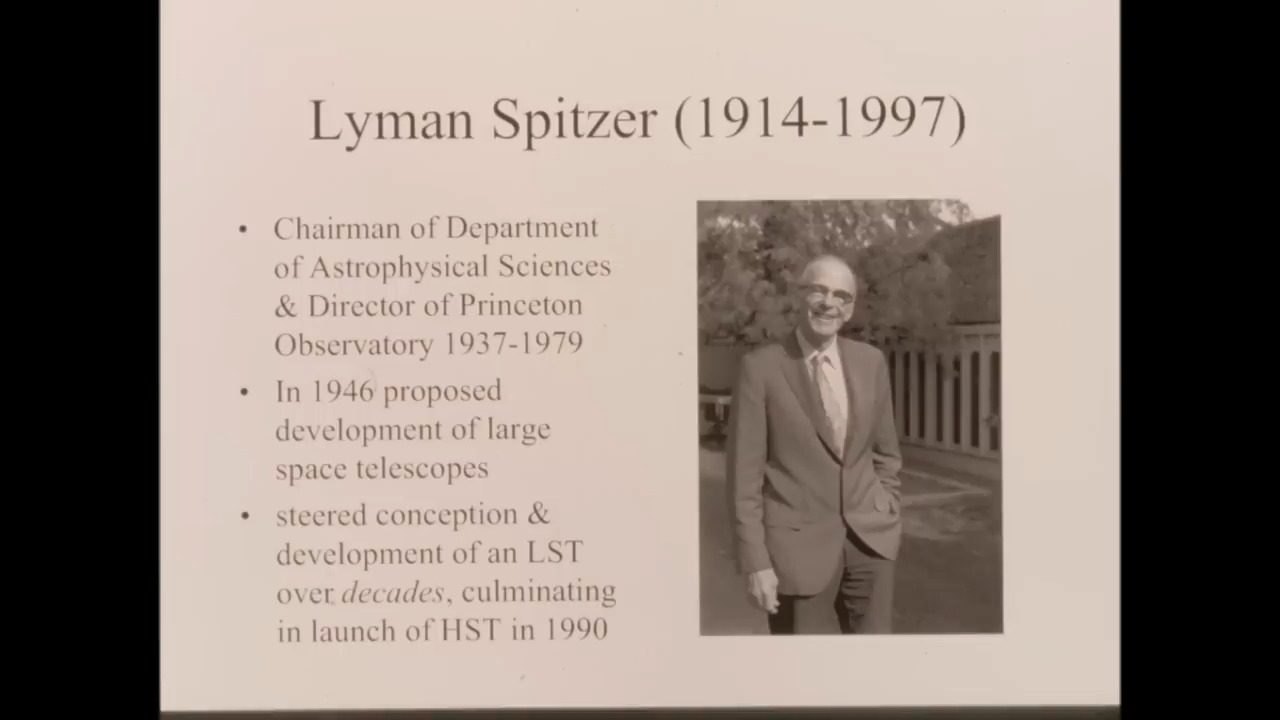 Lyman Spitzer (1914-1997)
• Chairman of Department
of Astrophysical Sciences
& Director of Princeton
Observatory 1937-1979
• In 1946 proposed
development of large
space telescopes
• steered conception &
development of an LST
over decades, culminating
in launch of HST in 1990